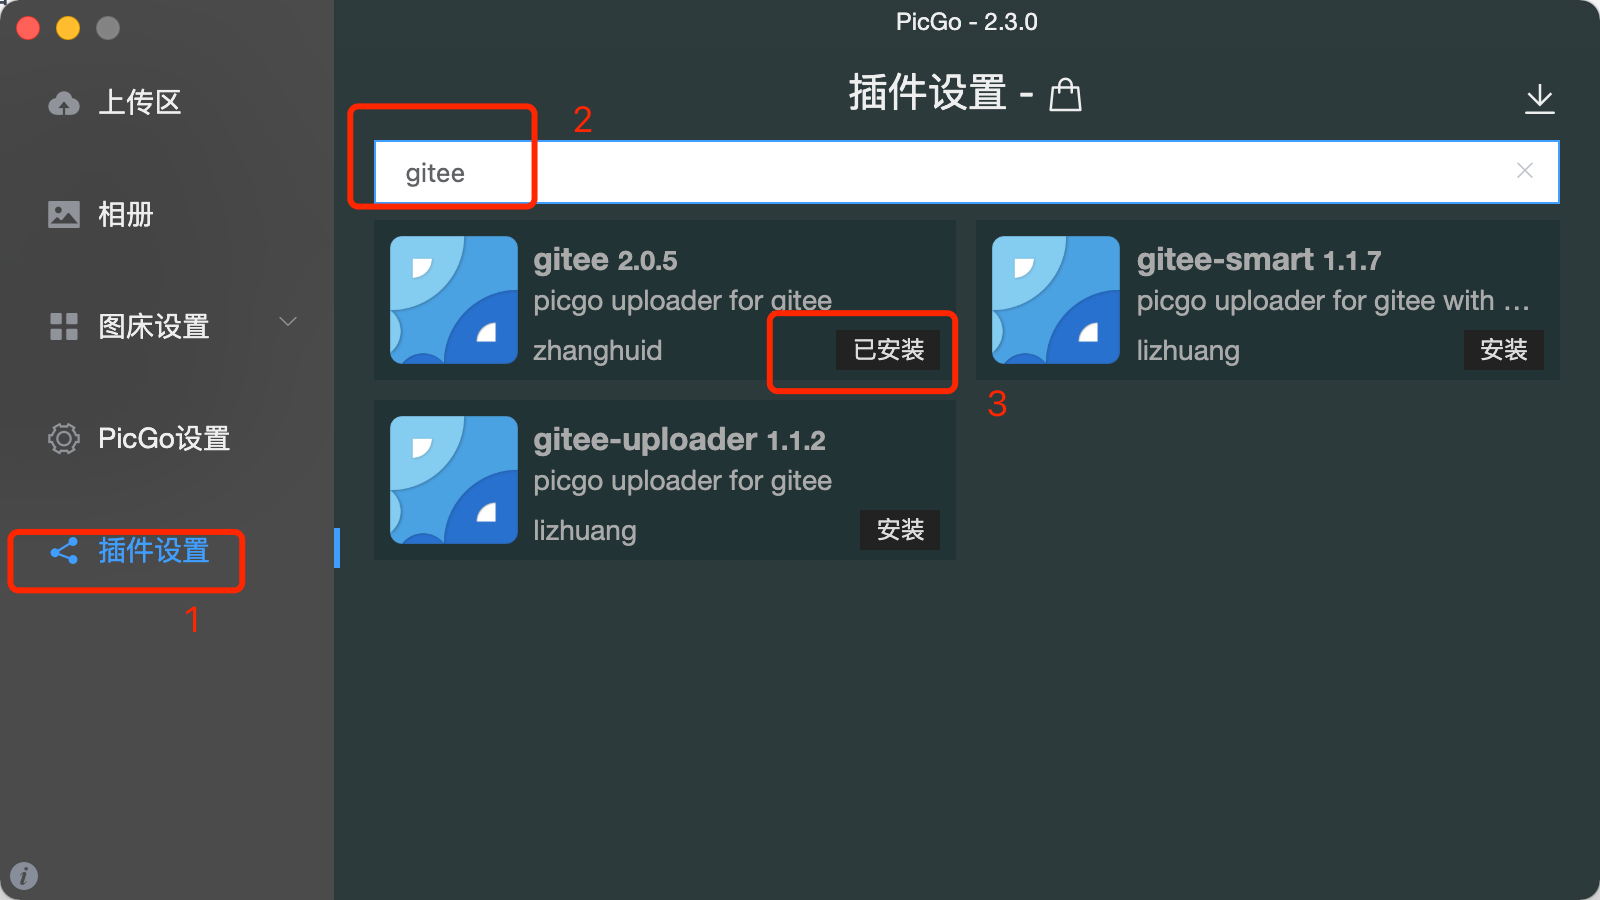 PicGo - 2.3.0
上传区
相册
图床设置
PicGo设置
插件设置
1
插件设置 -
2
gitee
gitee 2.0.5
picgo uploader for gitee
zhanghuid
已安装
gitee-smart 1.1.7
picgo uploader for gitee with ...
lizhuang
安装
3
gitee-uploader 1.1.2
picgo uploader for gitee
lizhuang
安装